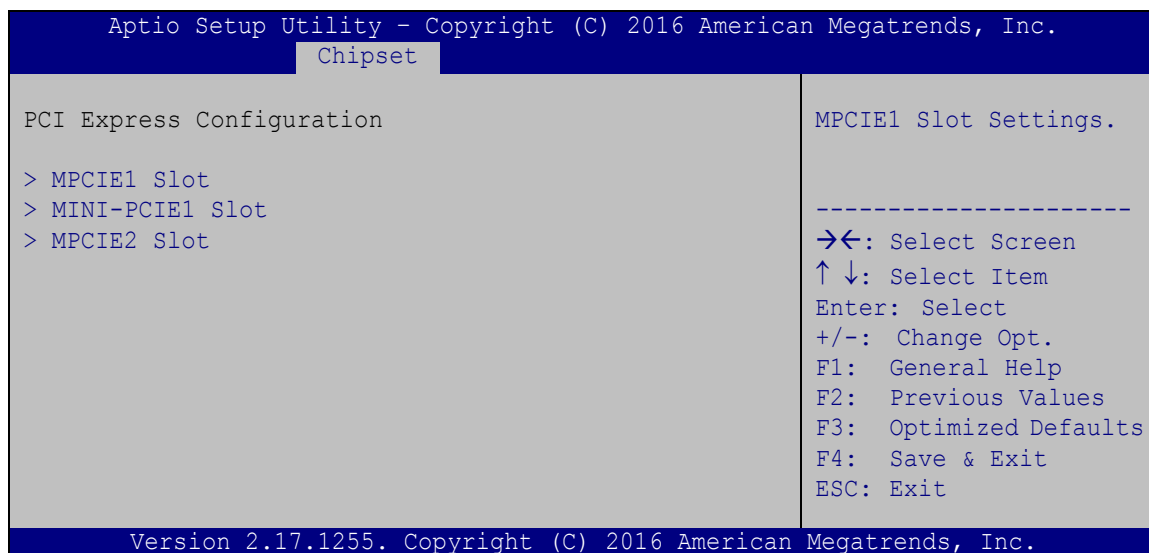 Aptio Setup Utility – Copyright (C) 2016 American Megatrends, Inc.
Chipset
PCI Express Configuration
> MPCIE1 Slot
> MINI-PCIE1 Slot
> MPCIE2 Slot
MPCIE1 Slot Settings.
----------------------
→←: Select Screen
↑ ↓: Select Item
Enter: Select
+/-: Change Opt.
F1: General Help
F2: Previous Values
F3: Optimized Defaults
F4: Save & Exit
ESC: Exit
Version 2.17.1255. Copyright (C) 2016 American Megatrends, Inc.